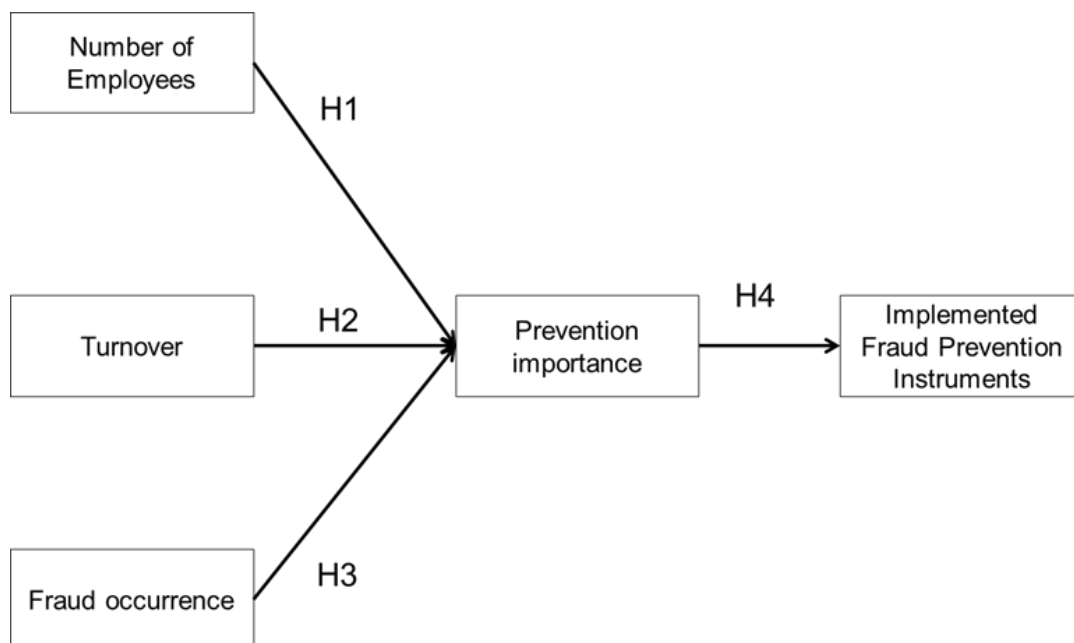 Number of
Employees
H1
Turnover
H2
Prevention
importance
H4
Implemented
Fraud Prevention
Instruments
Fraud occurrence
H3